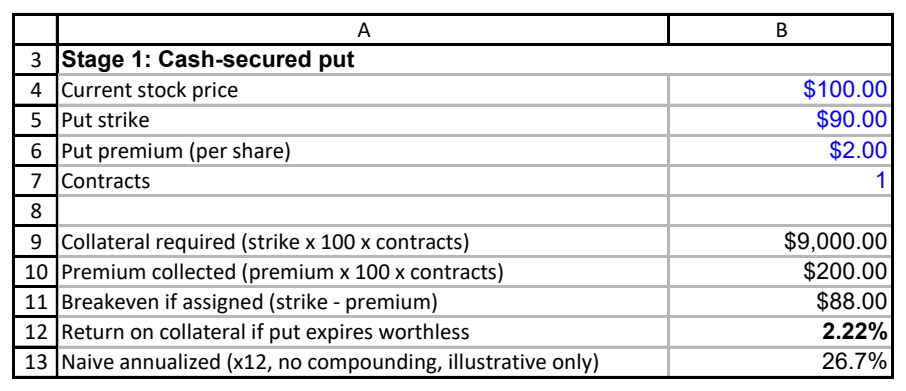 A B
3 Stage 1: Cash-secured put
4 Current stock price $100.00
5 Put strike $90.00
6 Put premium (per share) $2.00
7 Contracts 1
8
9 Collateral required (strike x 100 x contracts) $9,000.00
10 Premium collected (premium x 100 x contracts) $200.00
11 Breakeven if assigned (strike - premium) $88.00
12 Return on collateral if put expires worthless 2.22%
13 Naive annualized (x12, no compounding, illustrative only) 26.7%